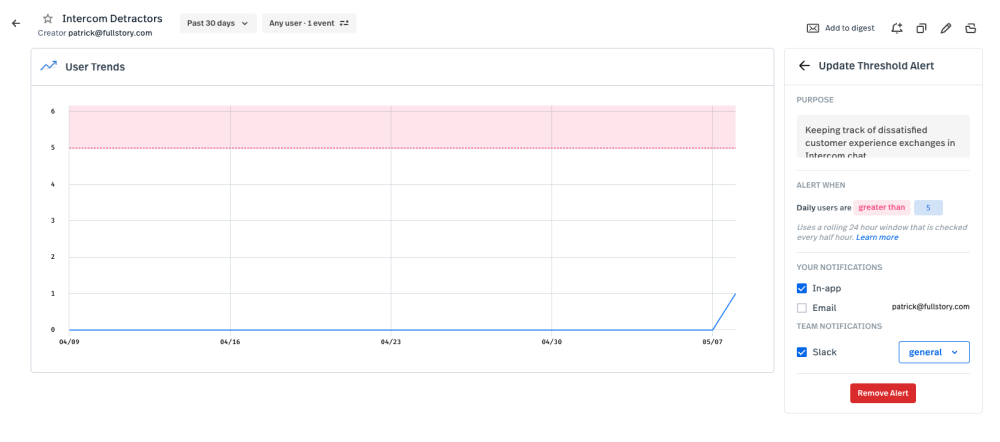 Intercom Detractors
Creator patrick@fullstory.com
Past 30 days
Any user · 1 event
Add to digest
User Trends
6
5
4
3
2
1
0
04/09
04/16
04/23
04/30
05/07
Update Threshold Alert
PURPOSE
Keeping track of dissatisfied
customer experience exchanges in
Intercom chat
ALERT WHEN
Daily users are greater than 5
Uses a rolling 24 hour window that is checked
every half hour. Learn more
YOUR NOTIFICATIONS
In-app
Email patrick@fullstory.com
TEAM NOTIFICATIONS
Slack general
Remove Alert